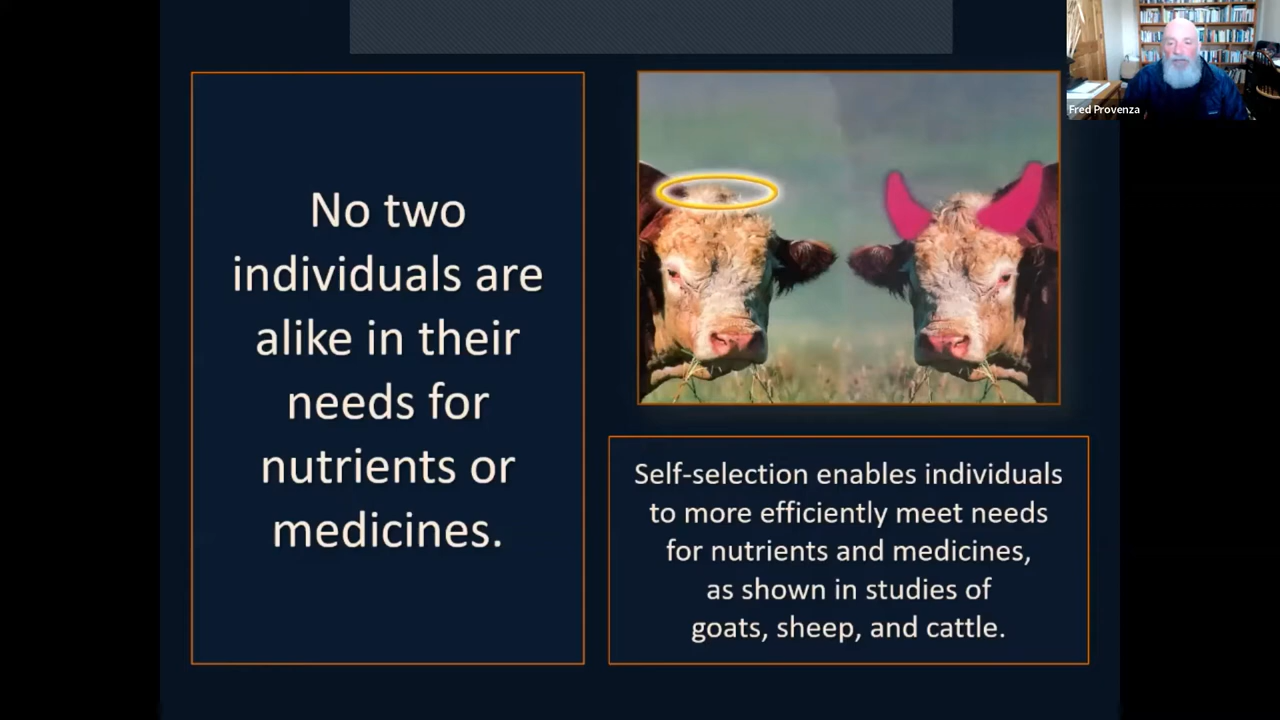 No two
individuals are
alike in their
needs for
nutrients or
medicines.
Self-selection enables individuals
to more efficiently meet needs
for nutrients and medicines,
as shown in studies of
goats, sheep, and cattle.
Fred Provenza